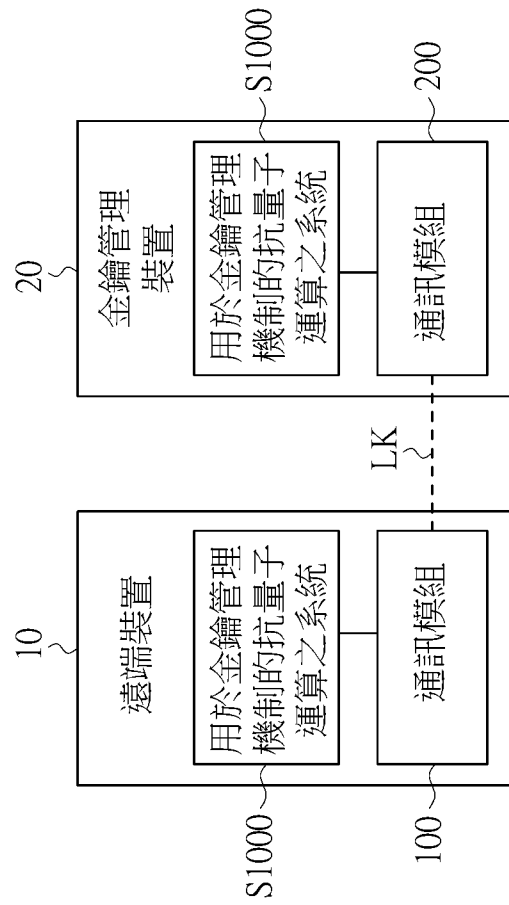 10
遠端裝置
S1000
用於金鑰管理
機制的抗量子
運算之系統
100
通訊模組
LK
20
金鑰管理
裝置
S1000
用於金鑰管理
機制的抗量子
運算之系統
200
通訊模組